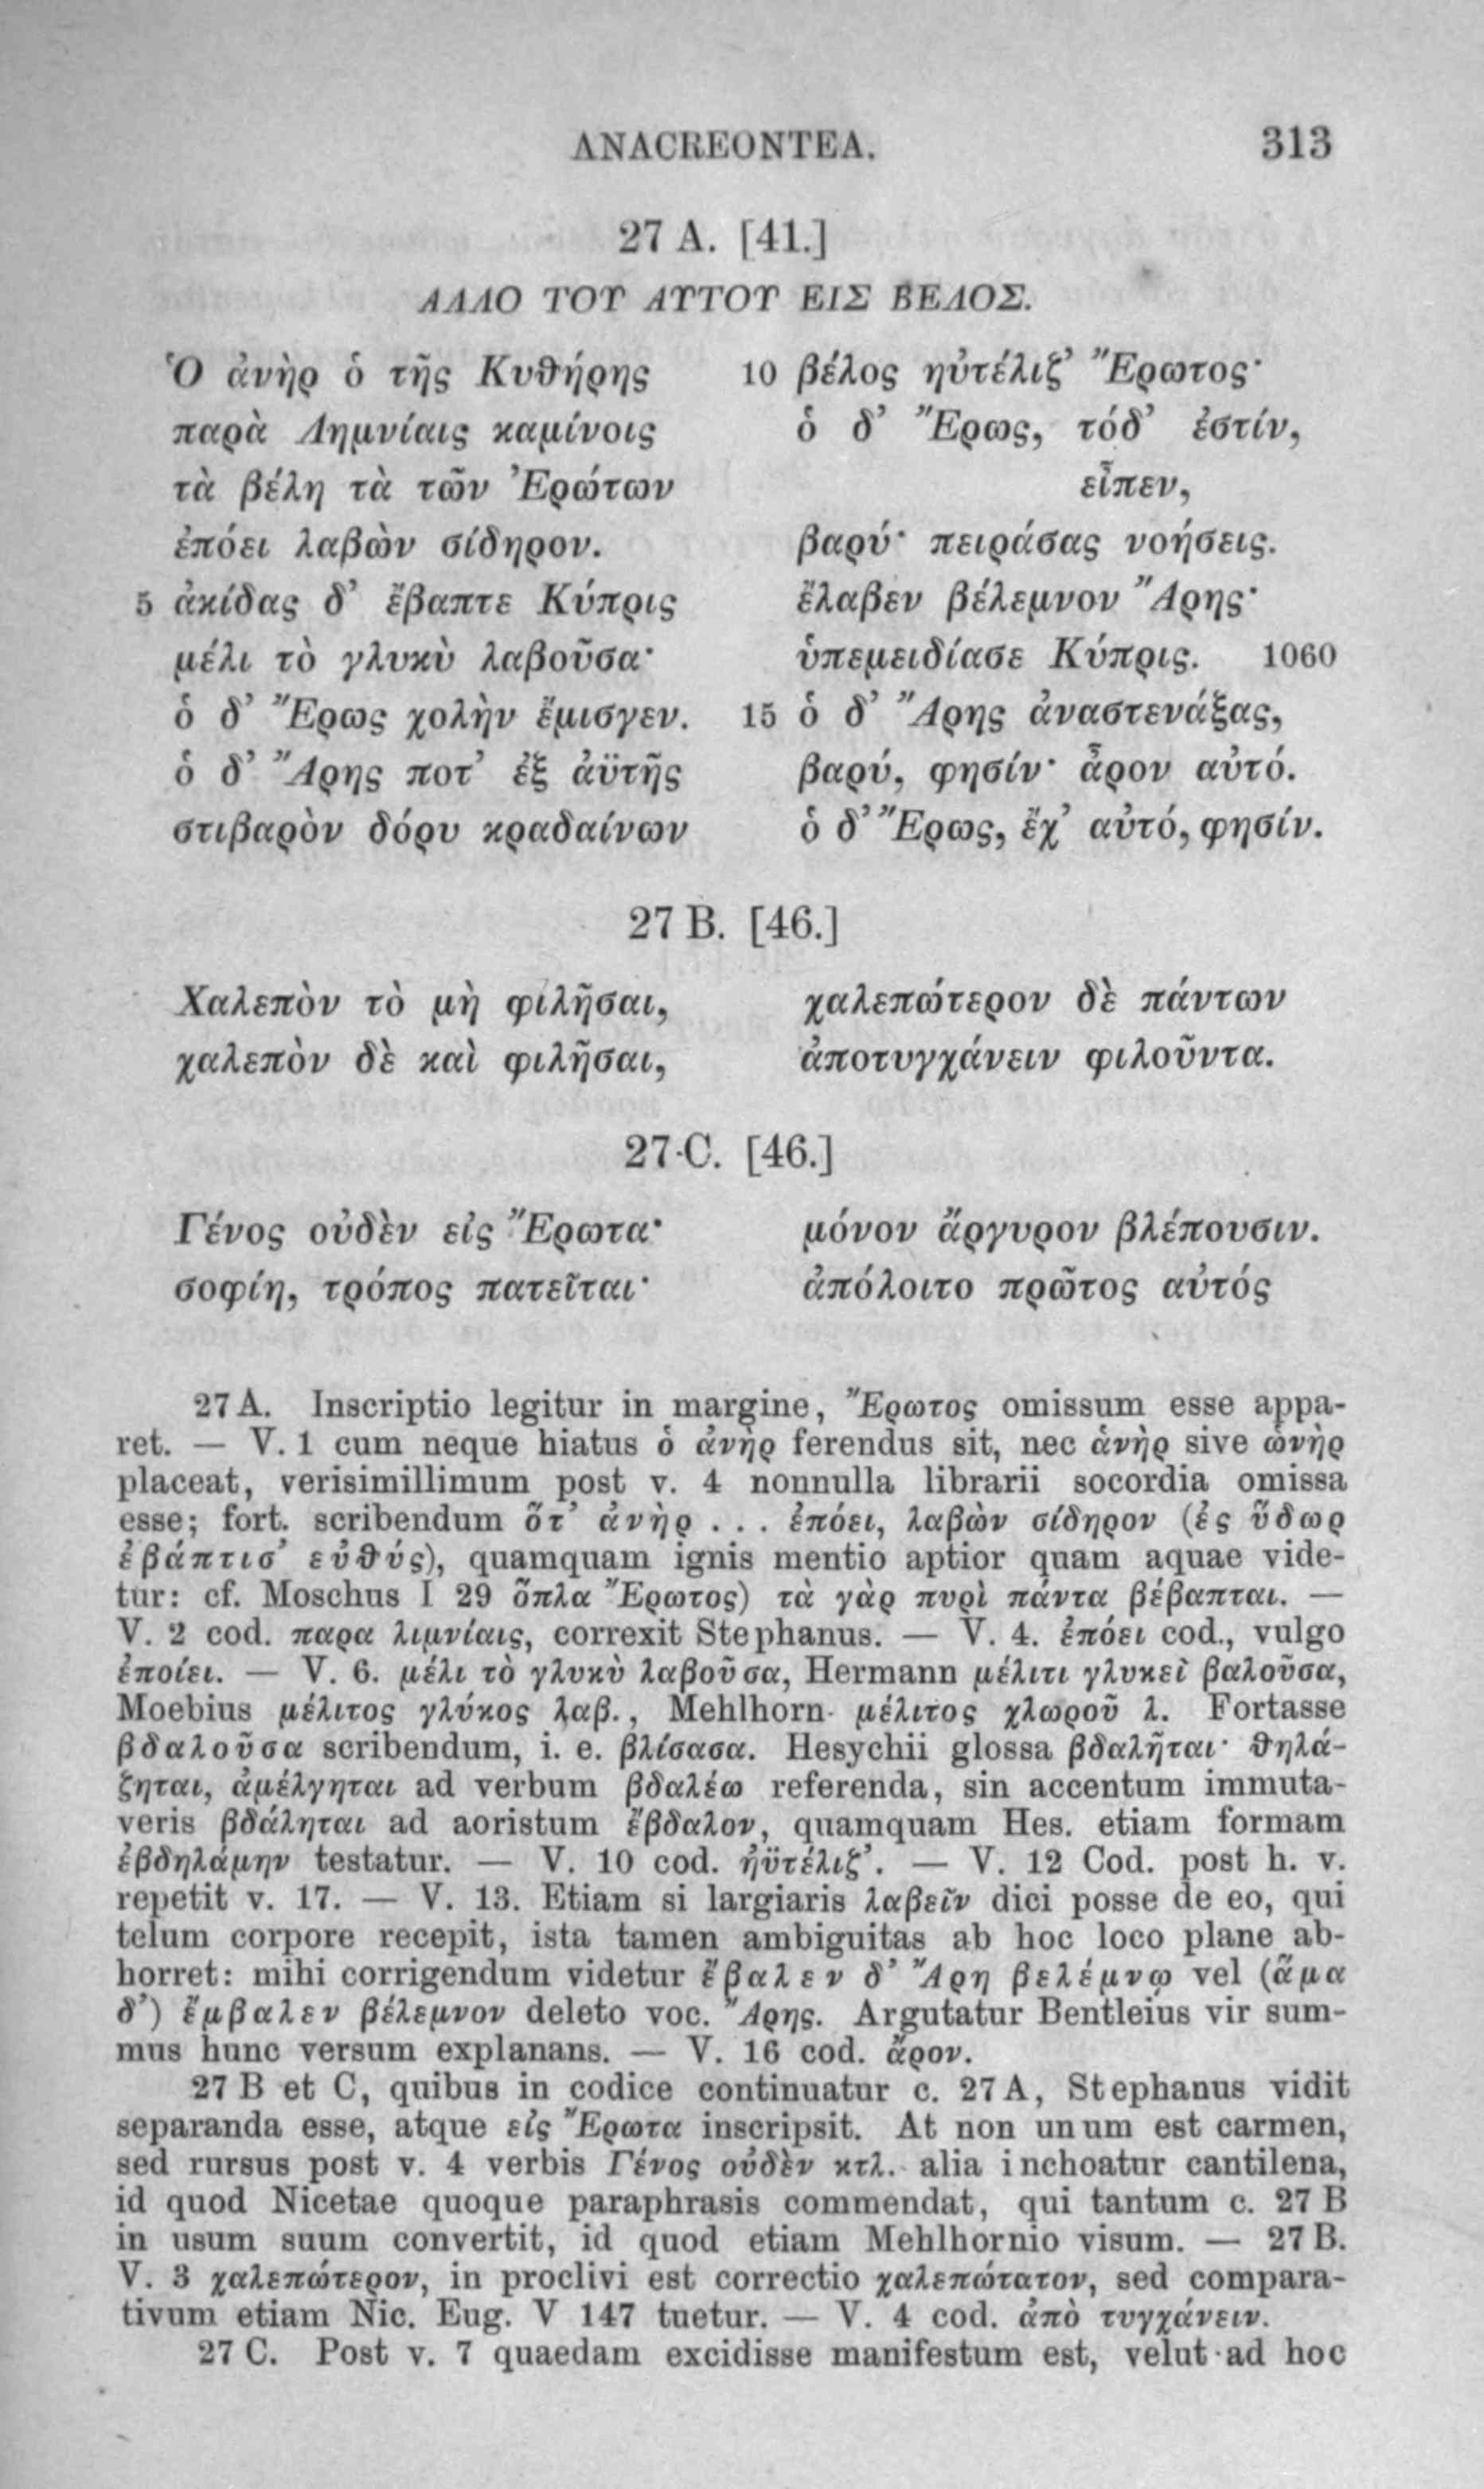 ANACREONTEA.
313
27 A. [41.]
ΑΛΛΟ ΤΟΥ ΑΥΤΟΥ ΕΙΣ ΒΕΛΟΣ.
Ὁ ἀνὴρ ὁ τῆς Κυθήρης
παρὰ Λημνίαις καμίνοις
τὰ βέλη τὰ τῶν Ἐρώτων
ἐπόει λαβὼν σίδηρον.
5 ἀκίδας δ’ ἔβαπτε Κύπρις
μέλι τὸ γλυκὺ λαβοῦσα·
ὁ δ’ Ἔρως χολὴν ἔμισγεν.
ὁ δ’ Ἄρης ποτ’ ἐξ ἀϋτῆς
στιβαρὸν δόρυ κραδαίνων
10 βέλος ηὐτέλιζ’ Ἔρωτος·
ὁ δ’ Ἔρως, τόδ’ ἐστίν,
εἶπεν,
βαρύ· πειράσας νοήσεις.
ἔλαβεν βέλεμνον Ἄρης·
ὑπεμειδίασε Κύπρις. 1060
15 ὁ δ’ Ἄρης ἀναστενάξας,
βαρύ, φησίν· ἆρον αὐτό.
ὁ δ’ Ἔρως, ἔχ’ αὐτό, φησίν.
27 B. [46.]
Χαλεπὸν τὸ μὴ φιλῆσαι,
χαλεπὸν δὲ καὶ φιλῆσαι,
χαλεπώτερον δὲ πάντων
ἀποτυγχάνειν φιλοῦντα.
27 C. [46.]
Γένος οὐδὲν εἰς Ἔρωτα·
σοφίη, τρόπος πατεῖται·
μόνον ἄργυρον βλέπουσιν.
ἀπόλοιτο πρῶτος αὐτός
27 A. Inscriptio legitur in margine, Ἔρωτος omissum esse appa-
ret. — V. 1 cum neque hiatus ὁ ἀνὴρ ferendus sit, nec ἁνὴρ sive ὡνὴρ
placeat, verisimillimum post v. 4 nonnulla librarii socordia omissa
esse; fort. scribendum ὅτ’ ἀνὴρ . . . ἐπόει, λαβὼν σίδηρον (ἐς ὕδωρ
ἐβάπτισ’ εὐθύς), quamquam ignis mentio aptior quam aquae vide-
tur: cf. Moschus I 29 ὅπλα Ἔρωτος) τὰ γὰρ πυρὶ πάντα βέβαπται. —
V. 2 cod. παρα λιμνίαις, correxit Stephanus. — V. 4. ἐπόει cod., vulgo
ἐποίει. — V. 6. μέλι τὸ γλυκὺ λαβοῦσα, Hermann μέλιτι γλυκεῖ βαλοῦσα,
Moebius μέλιτος γλύκος λαβ., Mehlhorn μέλιτος χλωροῦ λ. Fortasse
βδαλοῦσα scribendum, i. e. βλίσασα. Hesychii glossa βδαλῆται· θηλά-
ζηται, ἀμέλγηται ad verbum βδαλέω referenda, sin accentum immuta-
veris βδάληται ad aoristum ἔβδαλον, quamquam Hes. etiam formam
ἐβδηλάμην testatur. — V. 10 cod. ἠϋτέλιζ’. — V. 12 Cod. post h. v.
repetit v. 17. — V. 13. Etiam si largiaris λαβεῖν dici posse de eo, qui
telum corpore recepit, ista tamen ambiguitas ab hoc loco plane ab-
horret: mihi corrigendum videtur ἔβαλεν δ’ Ἄρη βελέμνῳ vel (ἅμα
δ’) ἔμβαλεν βέλεμνον deleto voc. Ἄρης. Argutatur Bentleius vir sum-
mus hunc versum explanans. — V. 16 cod. ἄρον.
27 B et C, quibus in codice continuatur c. 27 A, Stephanus vidit
separanda esse, atque εἰς Ἔρωτα inscripsit. At non unum est carmen,
sed rursus post v. 4 verbis Γένος οὐδὲν κτλ. alia inchoatur cantilena,
id quod Nicetae quoque paraphrasis commendat, qui tantum c. 27 B
in usum suum convertit, id quod etiam Mehlhornio visum. — 27 B.
V. 3 χαλεπώτερον, in proclivi est correctio χαλεπώτατον, sed compara-
tivum etiam Nic. Eug. V 147 tuetur. — V. 4 cod. ἀπὸ τυγχάνειν.
27 C. Post v. 7 quaedam excidisse manifestum est, velut ad hoc